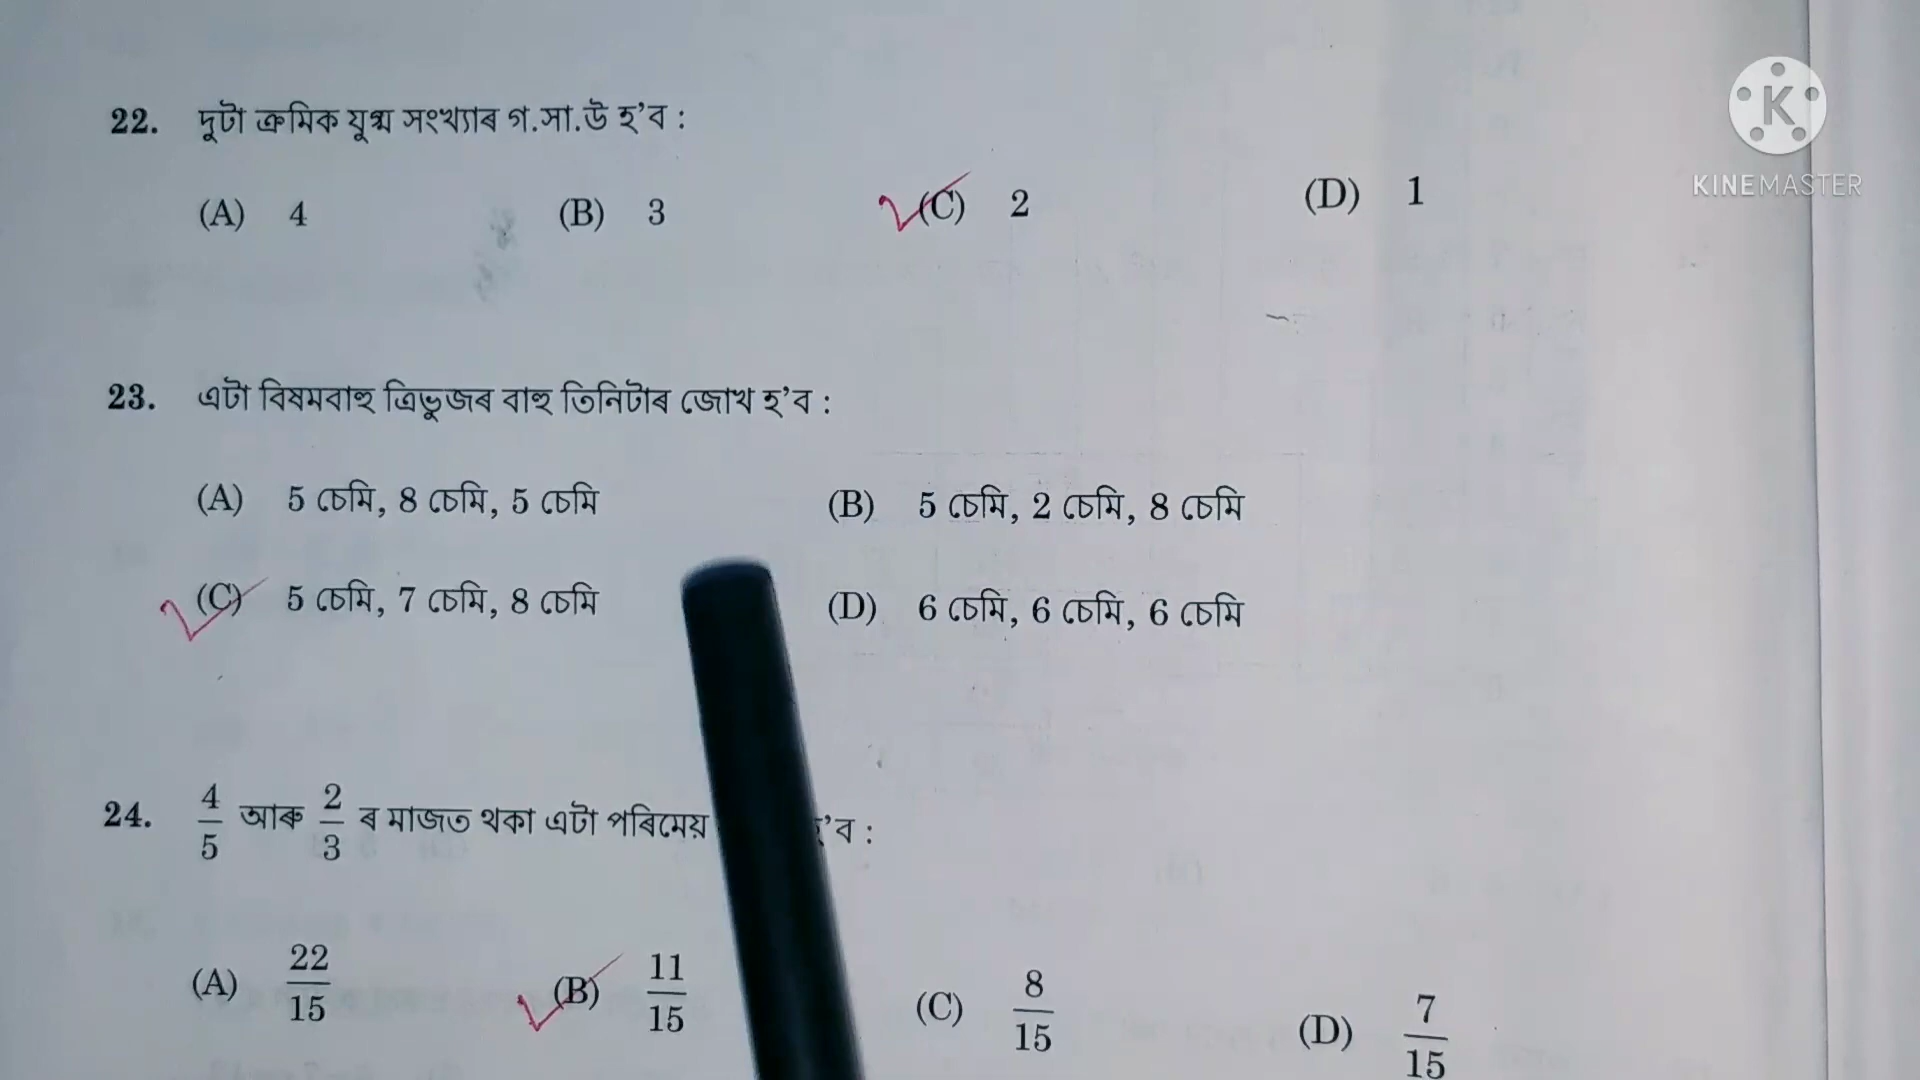 22. দুটা ক্ৰমিক যুগ্ম সংখ্যাৰ গ.সা.উ হ’ব :
(A) 4 (B) 3 (C) 2 (D) 1
KINEMASTER
23. এটা বিষমবাহু ত্ৰিভুজৰ বাহু তিনিটাৰ জোখ হ’ব :
(A) 5 চেমি, 8 চেমি, 5 চেমি (B) 5 চেমি, 2 চেমি, 8 চেমি
(C) 5 চেমি, 7 চেমি, 8 চেমি (D) 6 চেমি, 6 চেমি, 6 চেমি
24. 4/5 আৰু 2/3 ৰ মাজত থকা এটা পৰিমেয় হ’ব :
(A) 22/15 (B) 11/15 (C) 8/15 (D) 7/15